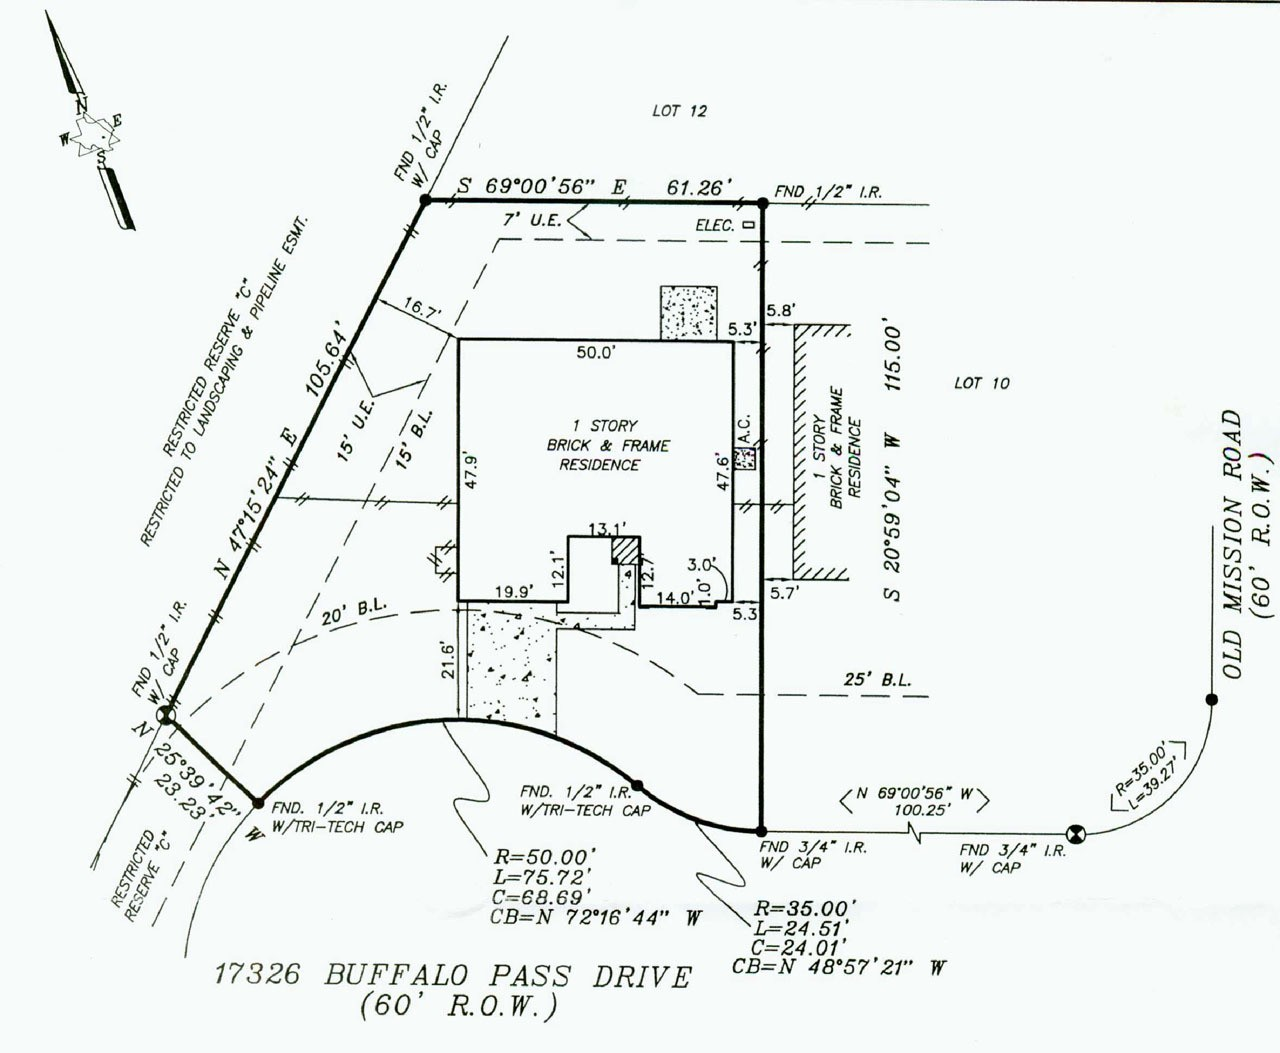 N
E
W
S
LOT 12
FND 1/2" I.R.
W/ CAP
S 69°00'56" E 61.26'
FND 1/2" I.R.
7' U.E.
ELEC.
RESTRICTED RESERVE "C"
RESTRICTED TO LANDSCAPING & PIPELINE ESMT.
16.7'
5.8'
5.3'
50.0'
N 47°15'24" E 105.64'
15' U.E.
15' B.L.
1 STORY
BRICK & FRAME
RESIDENCE
47.9'
47.6'
A.C.
1 STORY
BRICK & FRAME
RESIDENCE
S 20°59'04" W 115.00'
LOT 10
OLD MISSION ROAD
(60' R.O.W.)
13.1'
12.1'
12.7'
3.0'
1.0'
19.9'
14.0'
5.3
5.7'
20' B.L.
21.6'
25' B.L.
FND 1/2" I.R.
W/ CAP
N 25°39'42" W
23.23'
RESTRICTED
RESERVE "C"
FND. 1/2" I.R.
W/TRI-TECH CAP
FND. 1/2" I.R.
W/TRI-TECH CAP
N 69°00'56" W
100.25'
R=35.00'
L=39.27'
FND 3/4" I.R.
W/ CAP
FND 3/4" I.R.
W/ CAP
R=50.00'
L=75.72'
C=68.69'
CB=N 72°16'44" W
R=35.00'
L=24.51'
C=24.01'
CB=N 48°57'21" W
17326 BUFFALO PASS DRIVE
(60' R.O.W.)